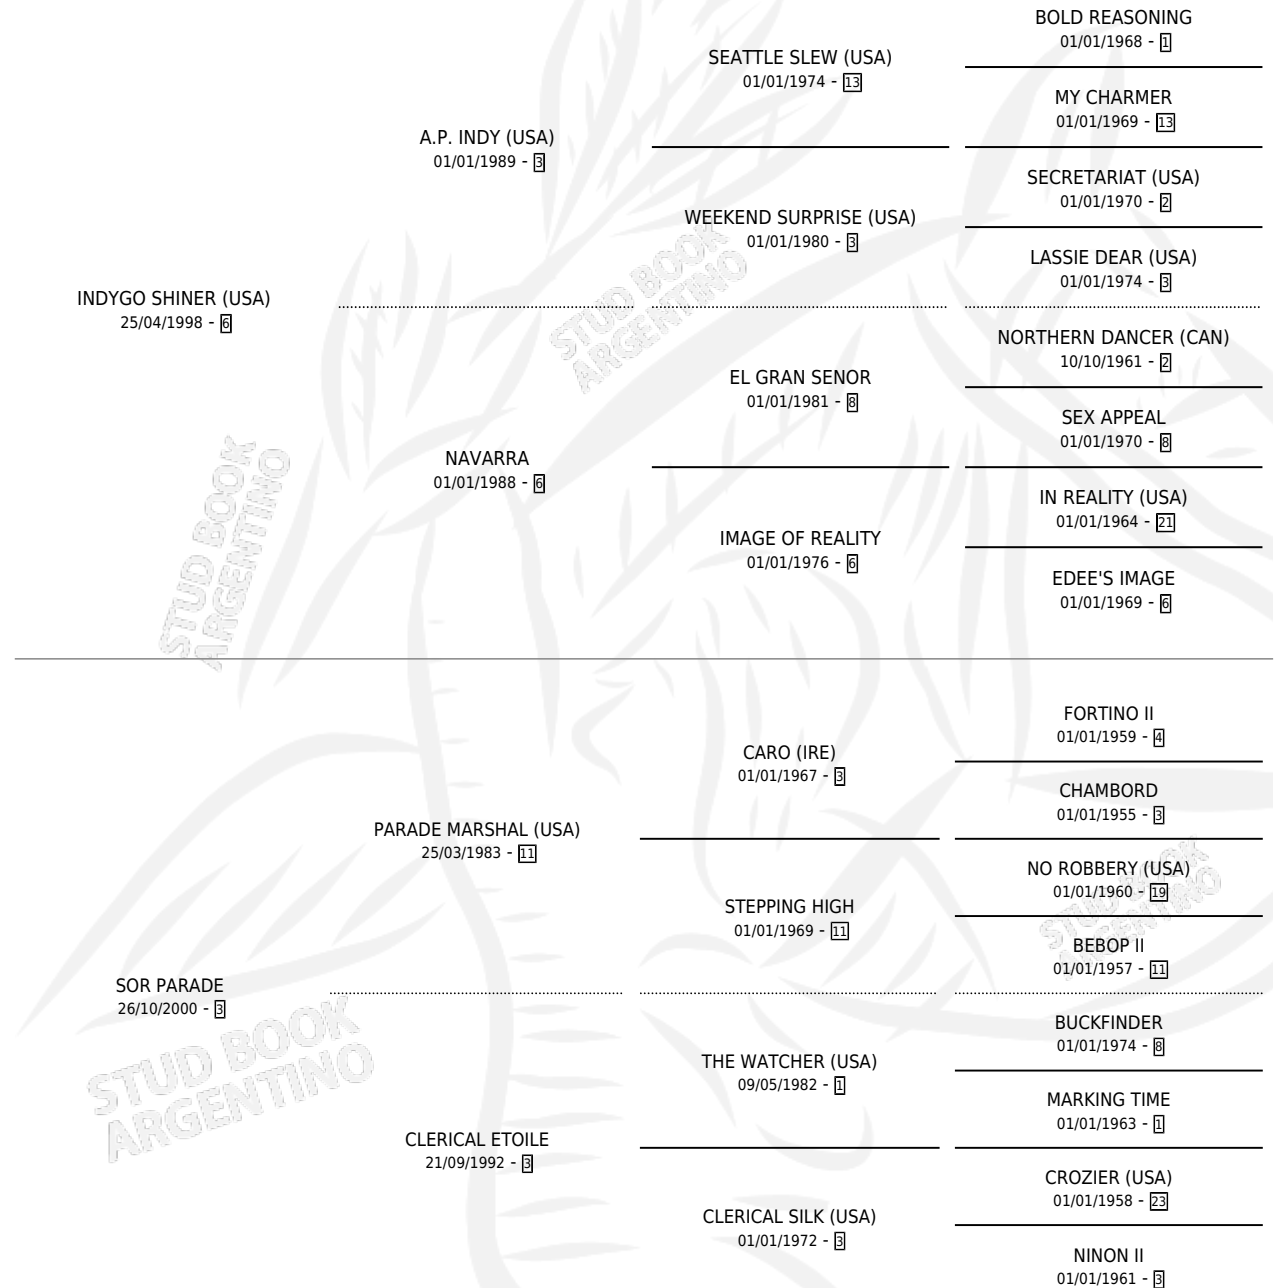 BOLD REASONING
01/01/1968 - 1
SEATTLE SLEW (USA)
01/01/1974 - 13
MY CHARMER
01/01/1969 - 13
A.P. INDY (USA)
01/01/1989 - 3
SECRETARIAT (USA)
01/01/1970 - 2
WEEKEND SURPRISE (USA)
01/01/1980 - 3
LASSIE DEAR (USA)
01/01/1974 - 3
INDYGO SHINER (USA)
25/04/1998 - 6
NORTHERN DANCER (CAN)
10/10/1961 - 2
EL GRAN SENOR
01/01/1981 - 8
SEX APPEAL
01/01/1970 - 8
NAVARRA
01/01/1988 - 6
IN REALITY (USA)
01/01/1964 - 21
IMAGE OF REALITY
01/01/1976 - 6
EDEE'S IMAGE
01/01/1969 - 6
FORTINO II
01/01/1959 - 4
CARO (IRE)
01/01/1967 - 3
CHAMBORD
01/01/1955 - 3
PARADE MARSHAL (USA)
25/03/1983 - 11
NO ROBBERY (USA)
01/01/1960 - 19
STEPPING HIGH
01/01/1969 - 11
BEBOP II
01/01/1957 - 11
SOR PARADE
26/10/2000 - 3
BUCKFINDER
01/01/1974 - 8
THE WATCHER (USA)
09/05/1982 - 1
MARKING TIME
01/01/1963 - 1
CLERICAL ETOILE
21/09/1992 - 3
CROZIER (USA)
01/01/1958 - 23
CLERICAL SILK (USA)
01/01/1972 - 3
NINON II
01/01/1961 - 3
STUD BOOK
ARGENTINO
STUD BOOK
ARGENTINO
STUD BOOK
ARGENTINO
STUD BOOK
ARGENTINO